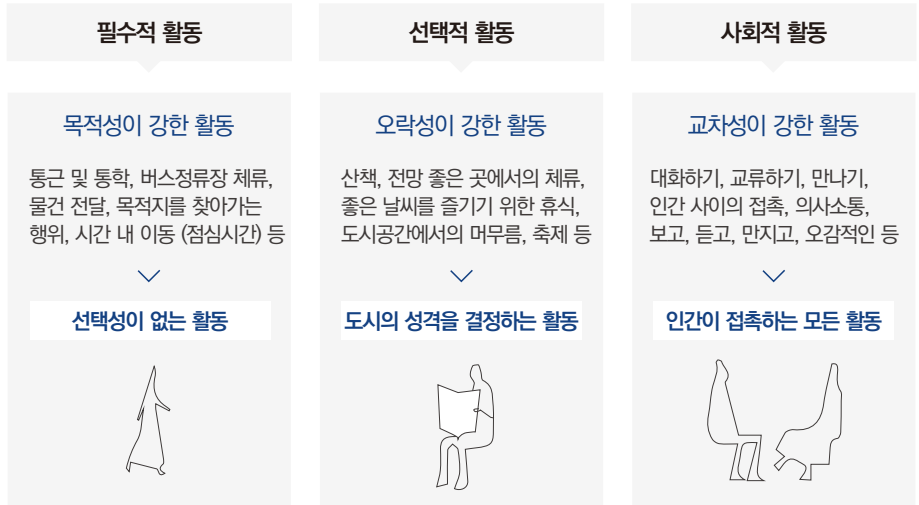 필수적 활동
목적성이 강한 활동
통근 및 통학, 버스정류장 체류,
물건 전달, 목적지를 찾아가는
행위, 시간 내 이동 (점심시간) 등
선택성이 없는 활동
선택적 활동
오락성이 강한 활동
산책, 전망 좋은 곳에서의 체류,
좋은 날씨를 즐기기 위한 휴식,
도시공간에서의 머무름, 축제 등
도시의 성격을 결정하는 활동
사회적 활동
교차성이 강한 활동
대화하기, 교류하기, 만나기,
인간 사이의 접촉, 의사소통,
보고, 듣고, 만지고, 오감적인 등
인간이 접촉하는 모든 활동